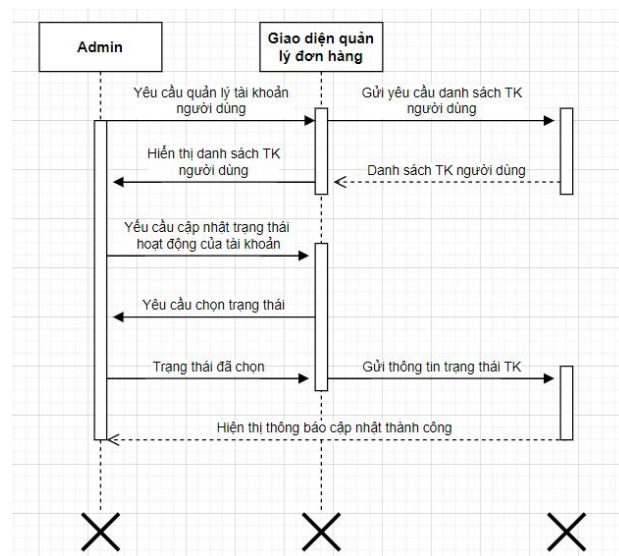 Admin
Giao diện quản
lý đơn hàng
Yêu cầu quản lý tài khoản
người dùng
Gửi yêu cầu danh sách TK
người dùng
Hiển thị danh sách TK
người dùng
Danh sách TK người dùng
Yếu cầu cập nhật trạng thái
hoạt động của tài khoản
Yêu cầu chọn trạng thái
Trạng thái đã chọn
Gửi thông tin trạng thái TK
Hiện thị thông báo cập nhật thành công